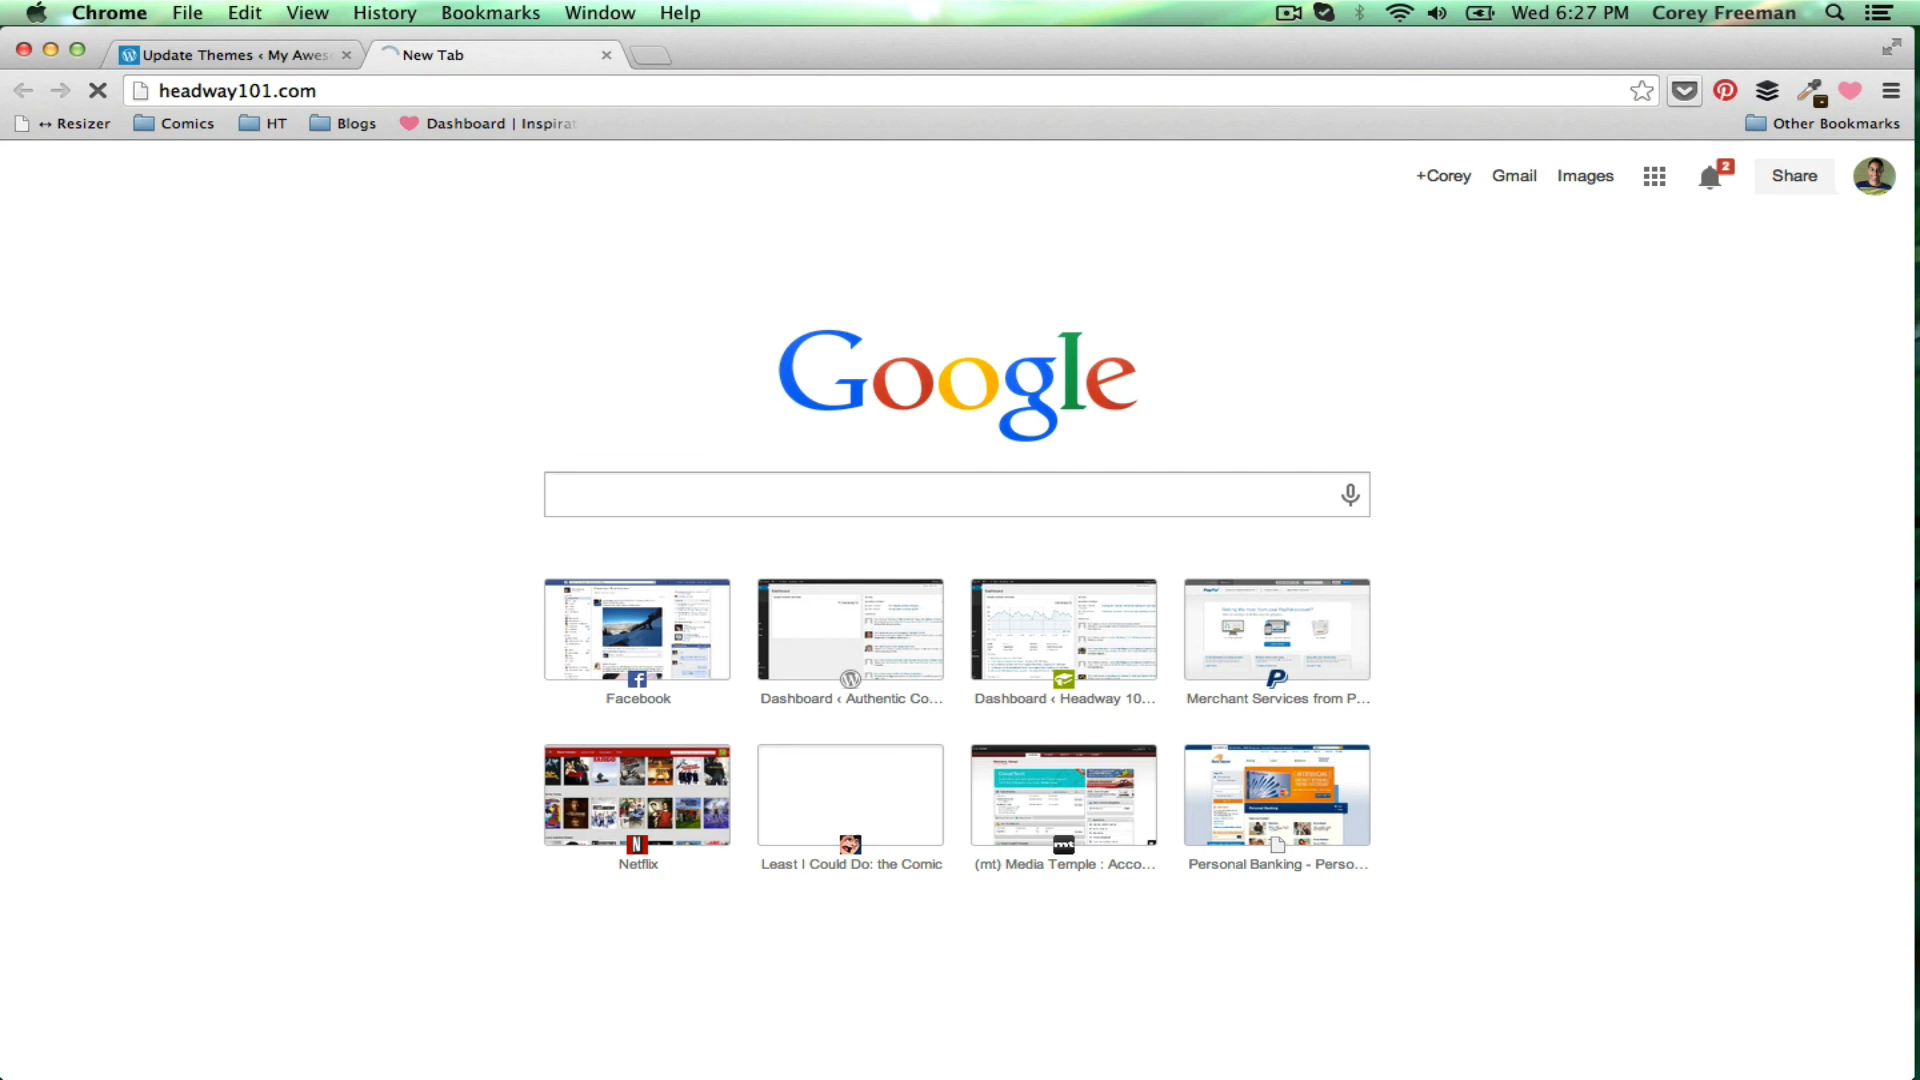 Chrome File Edit View History Bookmarks Window Help Wed 6:27 PM Corey Freeman
Update Themes ‹ My Awes
New Tab
headway101.com
↔ Resizer Comics HT Blogs Dashboard | Inspirat Other Bookmarks
+Corey Gmail Images 2 Share
Google
Facebook Dashboard ‹ Authentic Co... Dashboard ‹ Headway 10... Merchant Services from P...
Netflix Least I Could Do: the Comic (mt) Media Temple : Acco... Personal Banking - Perso...